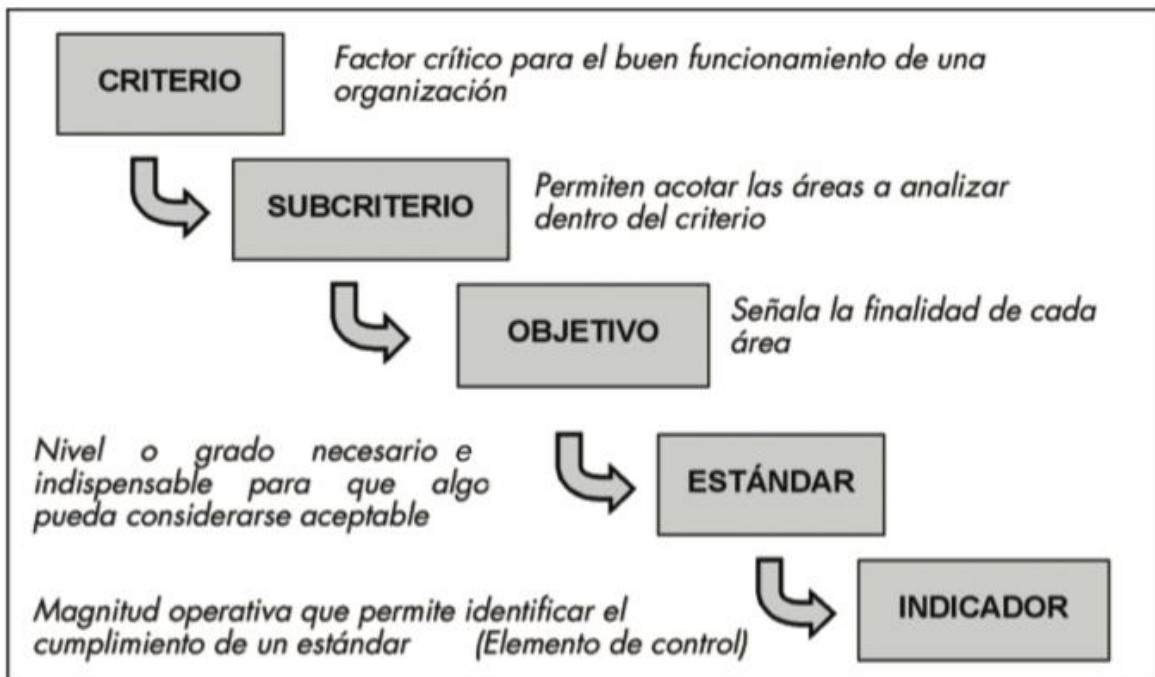 CRITERIO
Factor crítico para el buen funcionamiento de una
organización
SUBCRITERIO
Permiten acotar las áreas a analizar
dentro del criterio
OBJETIVO
Señala la finalidad de cada
área
Nivel o grado necesario e
indispensable para que algo
pueda considerarse aceptable
ESTÁNDAR
Magnitud operativa que permite identificar el
cumplimiento de un estándar (Elemento de control)
INDICADOR